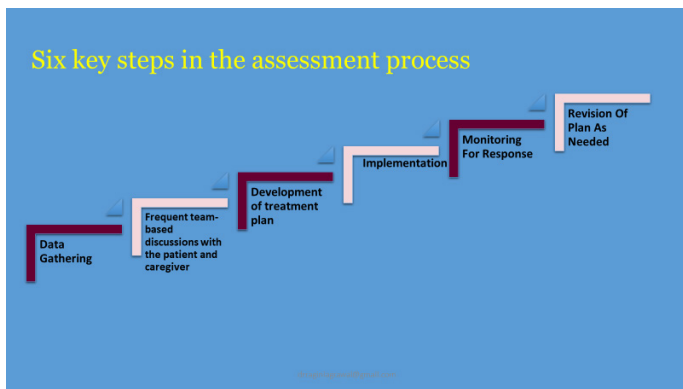 Six key steps in the assessment process
Data
Gathering
Frequent team-
based
discussions with
the patient and
caregiver
Development
of treatment
plan
Implementation
Monitoring
For Response
Revision Of
Plan As
Needed